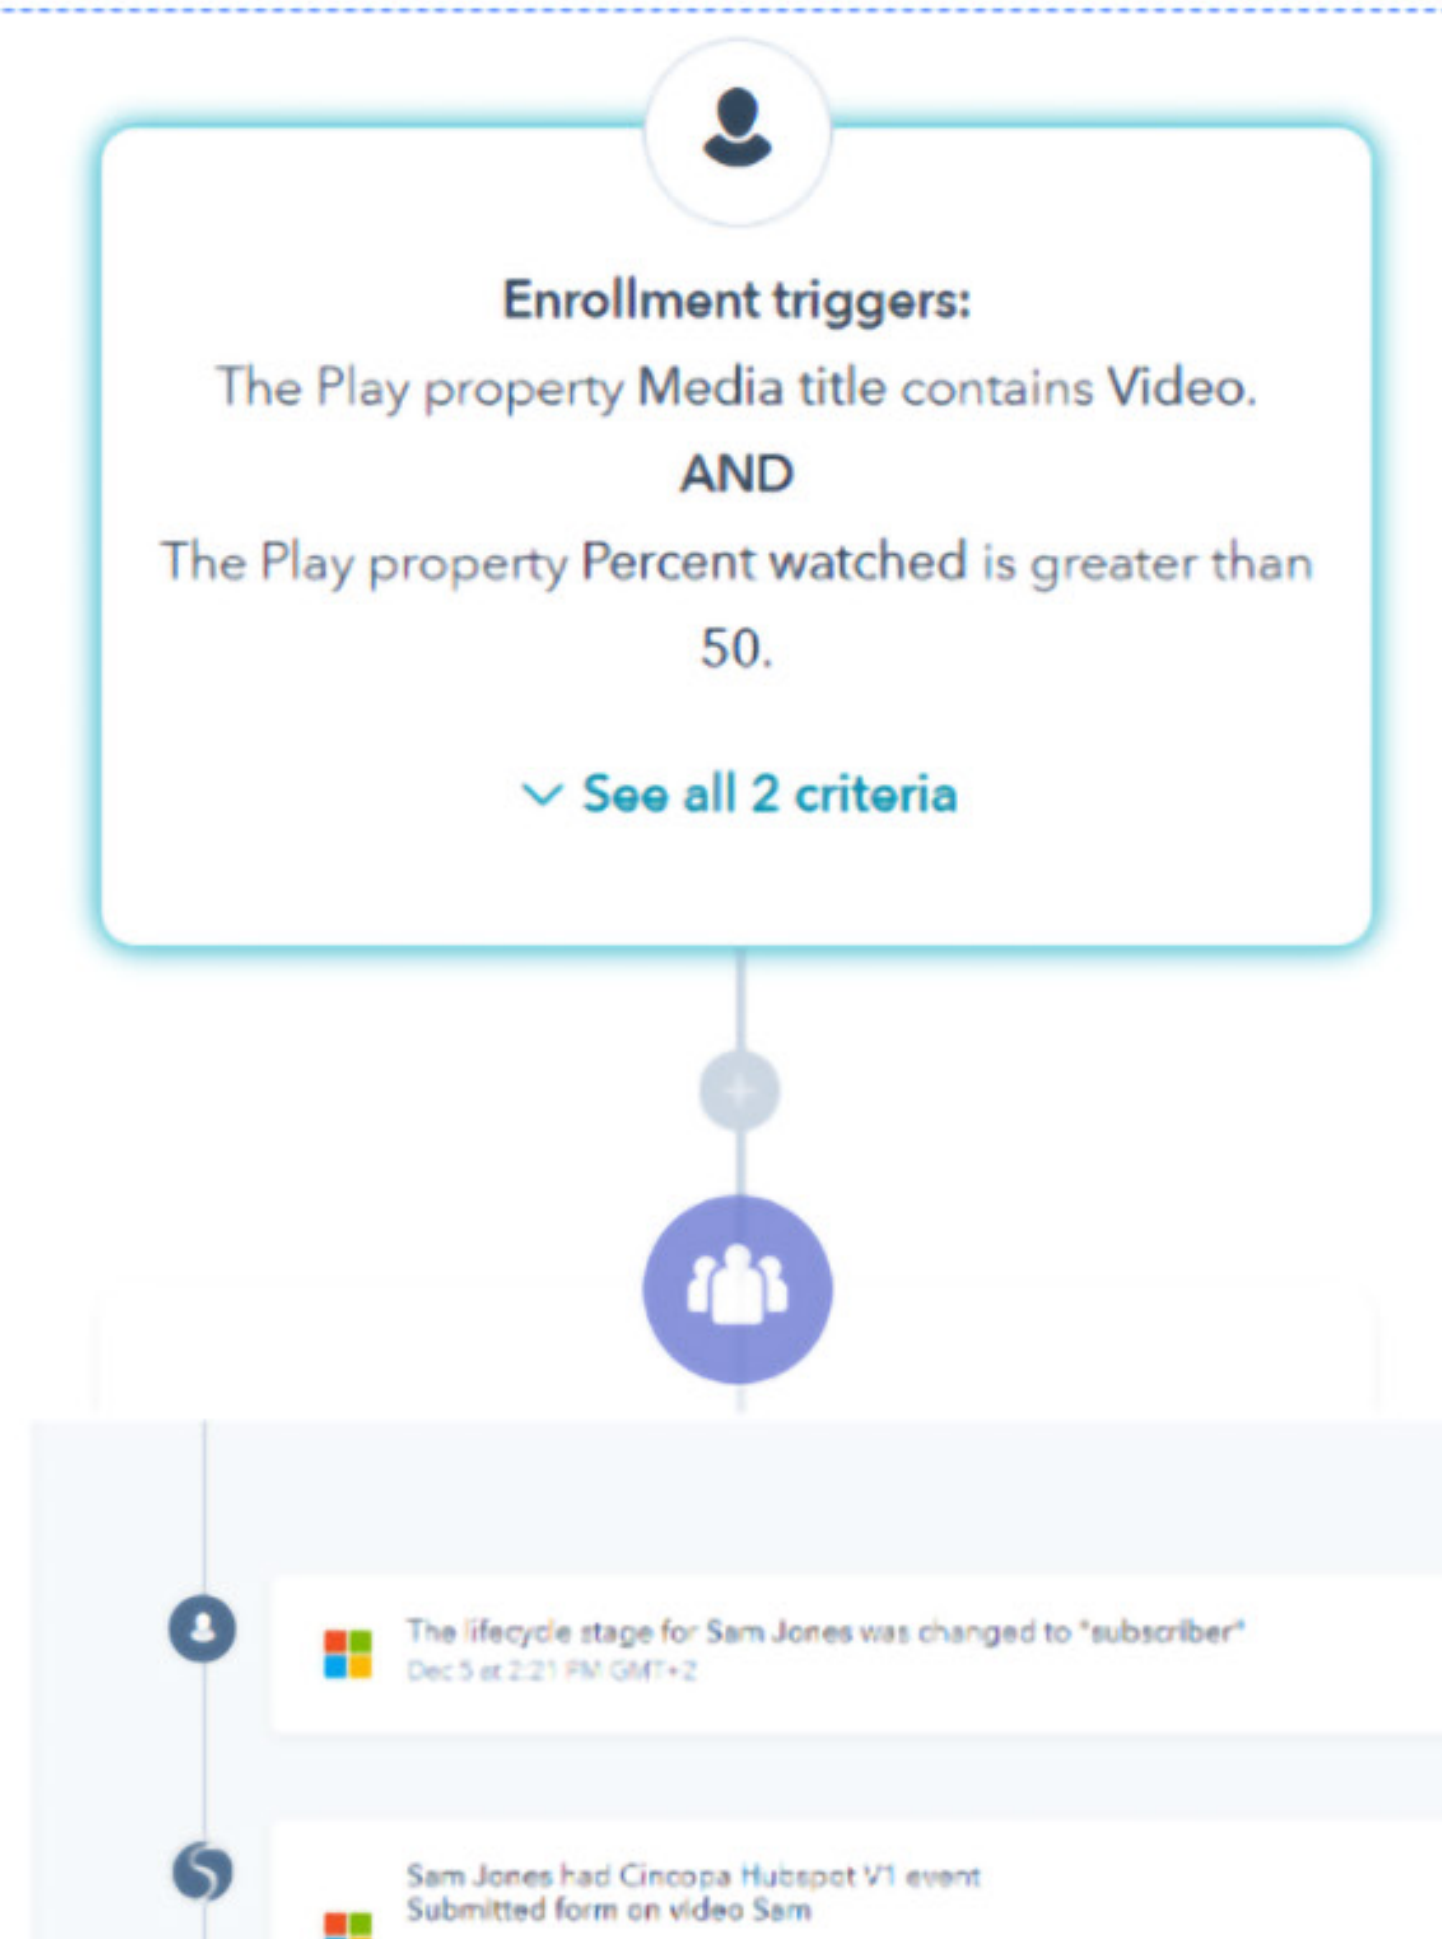 Enrollment triggers:
The Play property Media title contains Video.
AND
The Play property Percent watched is greater than
50.
See all 2 criteria
The lifecycle stage for Sam Jones was changed to "subscriber"
Dec 5 at 2:21 PM GMT+2
Sam Jones had Cincopa Hubspot V1 event
Submitted form on video Sam